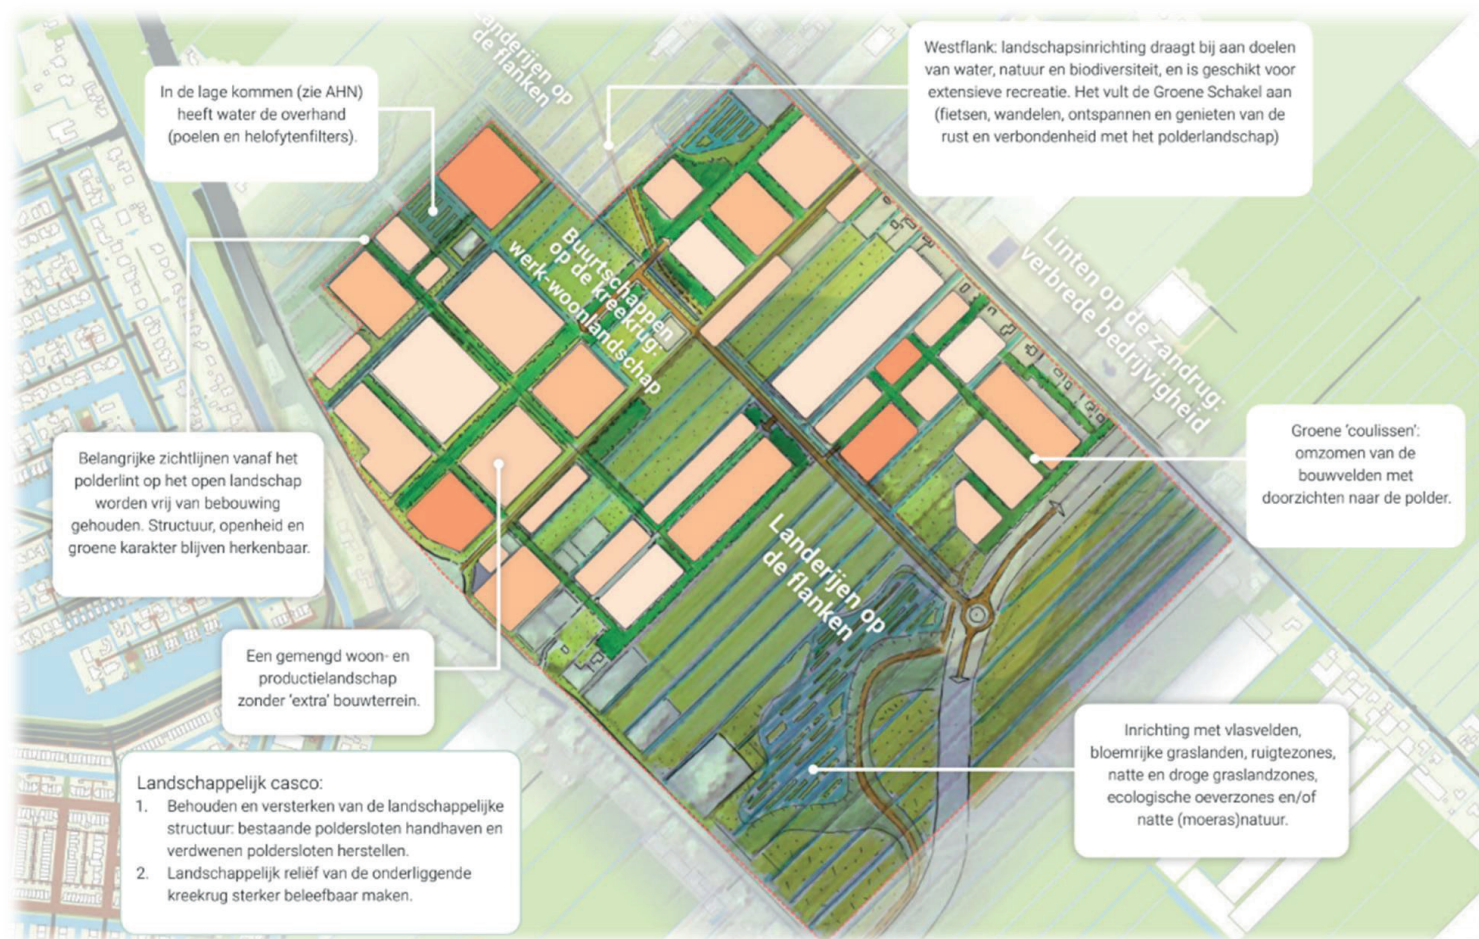 Landerijen op
de flanken
Westflank: landschapsinrichting draagt bij aan doelen
van water, natuur en biodiversiteit, en is geschikt voor
extensieve recreatie. Het vult de Groene Schakel aan
(fietsen, wandelen, ontspannen en genieten van de
rust en verbondenheid met het polderlandschap)
In de lage kommen (zie AHN)
heeft water de overhand
(poelen en helofytenfilters).
Buurtschappen
op de kreekrug:
werk-woonlandschap
Linten op de zandrug:
verbrede bedrijvigheid
Belangrijke zichtlijnen vanaf het
polderlint op het open landschap
worden vrij van bebouwing
gehouden. Structuur, openheid en
groene karakter blijven herkenbaar.
Groene ‘coulissen’:
omzomen van de
bouwvelden met
doorzichten naar de polder.
Landerijen op
de flanken
Een gemengd woon- en
productielandschap
zonder ‘extra’ bouwterrein.
Inrichting met vlasvelden,
bloemrijke graslanden, ruigtezones,
natte en droge graslandzones,
ecologische oeverzones en/of
natte (moeras)natuur.
Landschappelijk casco:
1. Behouden en versterken van de landschappelijke
structuur: bestaande poldersloten handhaven en
verdwenen poldersloten herstellen.
2. Landschappelijk reliëf van de onderliggende
kreekrug sterker beleefbaar maken.